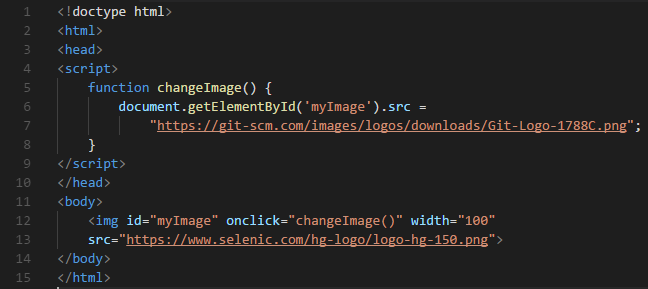 1 <!doctype html>
2 <html>
3 <head>
4 <script>
5     function changeImage() {
6         document.getElementById('myImage').src =
7             "https://git-scm.com/images/logos/downloads/Git-Logo-1788C.png";
8     }
9 </script>
10 </head>
11 <body>
12     <img id="myImage" onclick="changeImage()" width="100"
13     src="https://www.selenic.com/hg-logo/logo-hg-150.png">
14 </body>
15 </html>